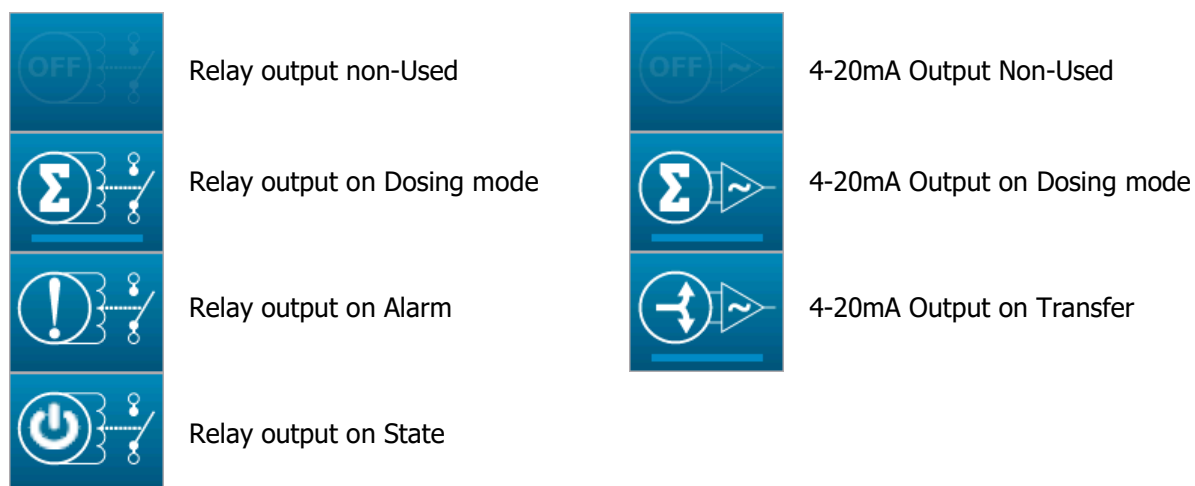 OFF
Relay output non-Used
OFF
4-20mA Output Non-Used
Σ
Relay output on Dosing mode
Σ
4-20mA Output on Dosing mode
!
Relay output on Alarm
4-20mA Output on Transfer
Relay output on State